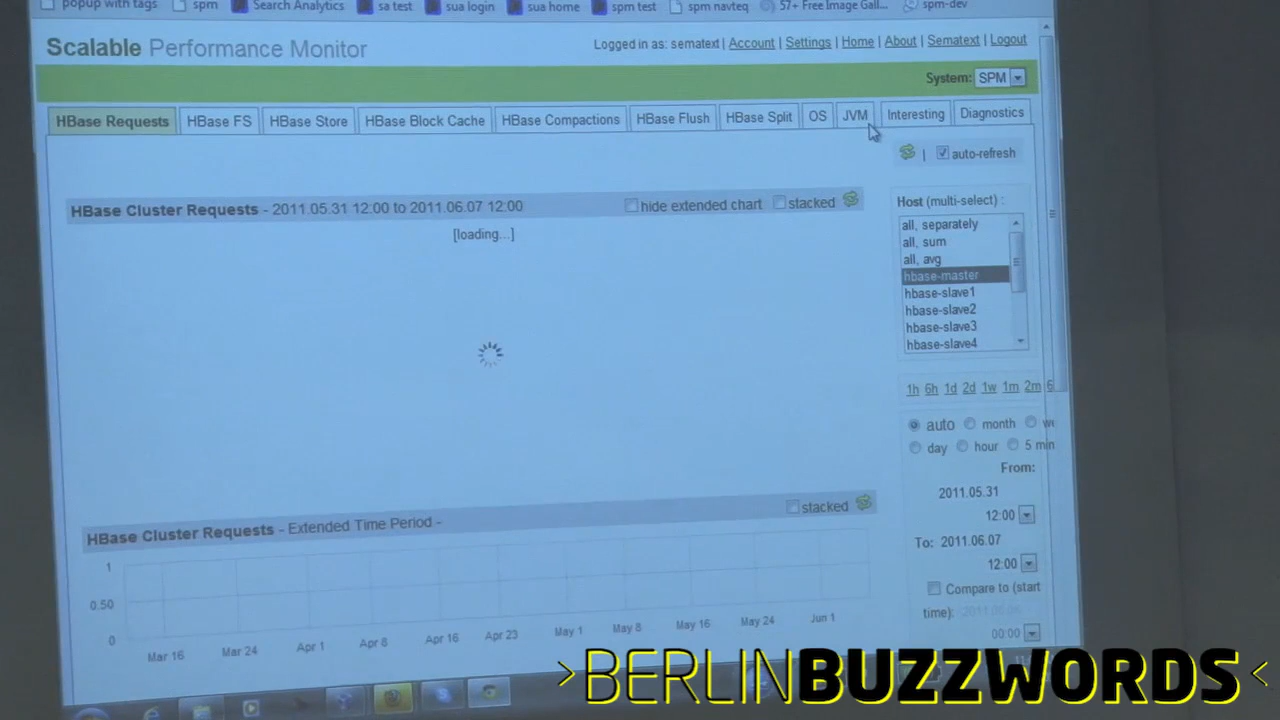 popup with tags spm Search Analytics sa test sua login sua home spm test spm navteq 57+ Free Image Gall... spm-dev
Scalable Performance Monitor
Logged in as: sematext | Account | Settings | Home | About | Sematext | Logout
System: SPM
HBase Requests HBase FS HBase Store HBase Block Cache HBase Compactions HBase Flush HBase Split OS JVM Interesting Diagnostics
| auto-refresh
HBase Cluster Requests - 2011.05.31 12:00 to 2011.06.07 12:00 hide extended chart stacked
[loading...]
Host (multi-select) :
all, separately
all, sum
all, avg
hbase-master
hbase-slave1
hbase-slave2
hbase-slave3
hbase-slave4
1h 6h 1d 2d 1w 1m 2m 6
auto month we
day hour 5 min
From:
2011.05.31
12:00
To: 2011.06.07
12:00
Compare to (start
time):
00:00
HBase Cluster Requests - Extended Time Period - stacked
1
0.50
0
Mar 16 Mar 24 Apr 1 Apr 8 Apr 16 Apr 23 May 1 May 8 May 16 May 24 Jun 1
>BERLINBUZZWORDS<